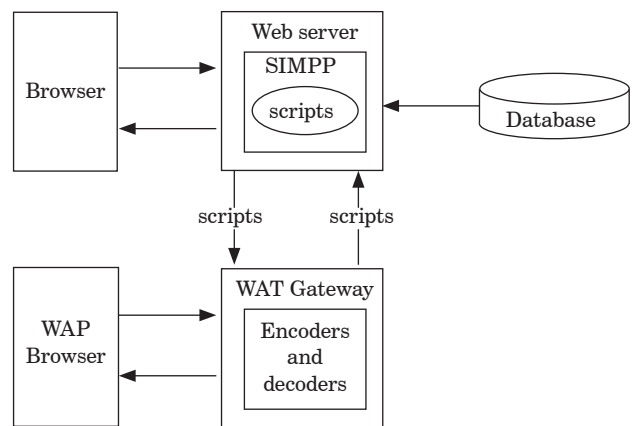 Web server
SIMPP
scripts
Browser
Database
scripts
scripts
WAT Gateway
WAP
Browser
Encoders
and
decoders